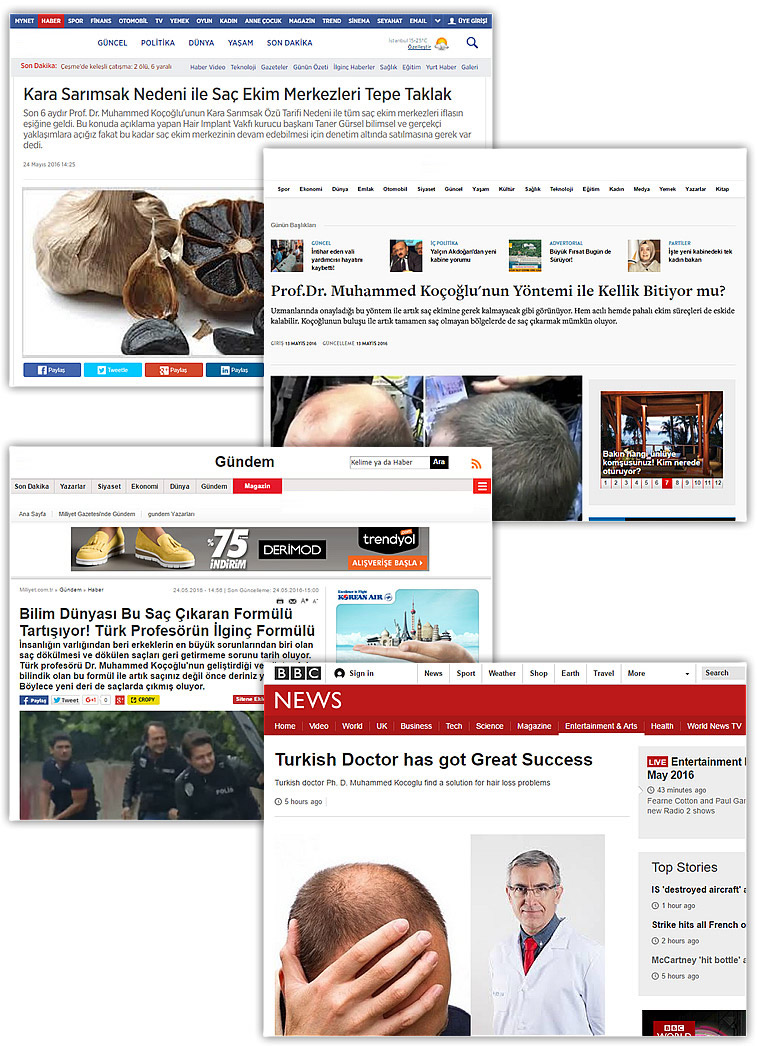 MYNET HABER SPOR FİNANS OTOMOBİL TV YEMEK OYUN KADIN ANNE ÇOCUK MAGAZİN TREND SİNEMA SEYAHAT EMAIL ÜYE GİRİŞİ
GÜNCEL POLİTİKA DÜNYA YAŞAM SON DAKİKA
İstanbul 15-25°C
Özelleştir
Son Dakika: Çeşme'de keleşli çatışma: 2 ölü, 6 yaralı Haber Video Teknoloji Gazeteler Günün Özeti İlginç Haberler Sağlık Eğitim Yurt Haber Galeri
Kara Sarımsak Nedeni ile Saç Ekim Merkezleri Tepe Taklak
Son 6 aydır Prof. Dr. Muhammed Koçoğlu'unun Kara Sarımsak Özü Tarifi Nedeni ile tüm saç ekim merkezleri iflasın
eşiğine geldi. Bu konuda açıklama yapan Hair Implant Vakfı kurucu başkanı Taner Gürsel bilimsel ve gerçekçi
yaklaşımlara açığız fakat bu kadar saç ekim merkezinin devam edebilmesi için denetim altında satılmasına gerek var
dedi.
24 Mayıs 2016 14:25
Paylaş Tweetle Paylaş Paylaş
Spor Ekonomi Dünya Emlak Otomobil Siyaset Güncel Yaşam Kültür Sağlık Teknoloji Eğitim Kadın Medya Yemek Yazarlar Kitap
Günün Başlıkları
GÜNCEL
İntihar eden vali
yardımcısı hayatını
kaybetti!
İÇ POLİTİKA
Yalçın Akdoğan'dan yeni
kabine yorumu
ADVERTORIAL
Büyük Fırsat Bugün de
Sürüyor!
PARTİLER
İşte yeni kabinedeki tek
kadın bakan
Prof.Dr. Muhammed Koçoğlu'nun Yöntemi ile Kellik Bitiyor mu?
Uzmanlarında onayladığı bu yöntem ile artık saç ekimine gerek kalmayacak gibi görünüyor. Hem acılı hemde pahalı ekim süreçleri de eskide
kalabilir. Koçoğlunun buluşu ile artık tamamen saç olmayan bölgelerde de saç çıkarmak mümkün oluyor.
GİRİŞ 13 MAYIS 2016 GÜNCELLEME 13 MAYIS 2016
Bakın hangi ünlüye
komşusunuz! Kim nerede
oturuyor?
1 2 3 4 5 6 7 8 9 10 11 12
Gündem
Kelime ya da Haber Ara
Son Dakika Yazarlar Siyaset Ekonomi Dünya Gündem Magazin
Ana Sayfa Milliyet Gazetesi'nde Gündem gundem Yazarları
%75
İNDİRİM
DERIMOD
trendyol
ALIŞVERİŞE BAŞLA
Milliyet.com.tr » Gündem » Haber 24.05.2016 - 14:58 | Son Güncelleme: 24.05.2016-15:00
Bilim Dünyası Bu Saç Çıkaran Formülü
Tartışıyor! Türk Profesörün İlginç Formülü
İnsanlığın varlığından beri erkeklerin en büyük sorunlarından biri olan
saç dökülmesi ve dökülen saçları geri getirmeme sorunu tarih oluyor.
Türk profesörü Dr. Muhammed Koçoğlu'nun geliştirdiği ve
bilindik olan bu formül ile artık saçınız değil önce deriniz
Böylece yeni deri de saçlarda çıkmış oluyor.
Paylaş Tweet +1 0 COPY Sitene Ekl
Excellence in Flight
KOREAN AIR
POLİS
BBC Sign in News Sport Weather Shop Earth Travel More Search
NEWS
Home Video World UK Business Tech Science Magazine Entertainment & Arts Health World News TV
Turkish Doctor has got Great Success
Turkish doctor Ph. D. Muhammed Kocoglu find a solution for hair loss problems
5 hours ago
LIVE Entertainment
May 2016
43 minutes ago
Fearne Cotton and Paul Gam
new Radio 2 shows
Top Stories
IS 'destroyed aircraft' a
1 hour ago
Strike hits all French o
2 hours ago
McCartney 'hit bottle' a
5 hours ago
BBC
WORLD